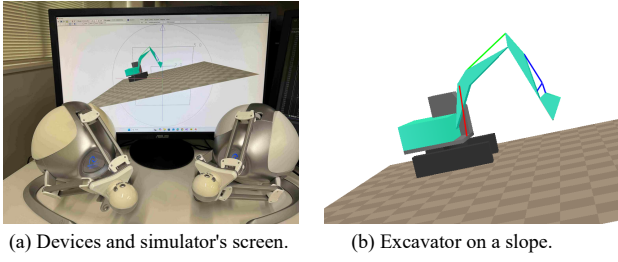 (a) Devices and simulator's screen.
(b) Excavator on a slope.